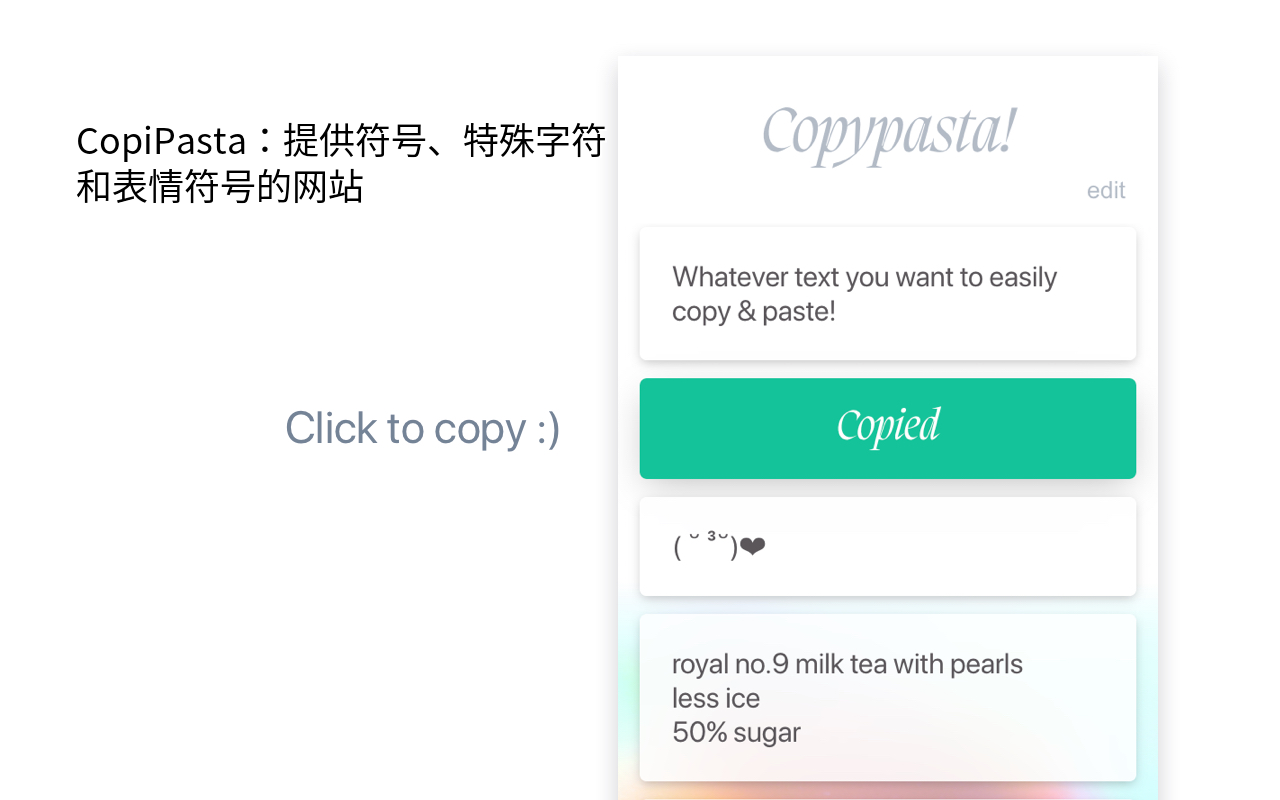 CopiPasta：提供符号、特殊字符
和表情符号的网站
Click to copy :)
Copypasta!
edit
Whatever text you want to easily
copy & paste!
Copied
( ˘ ³˘)❤
royal no.9 milk tea with pearls
less ice
50% sugar